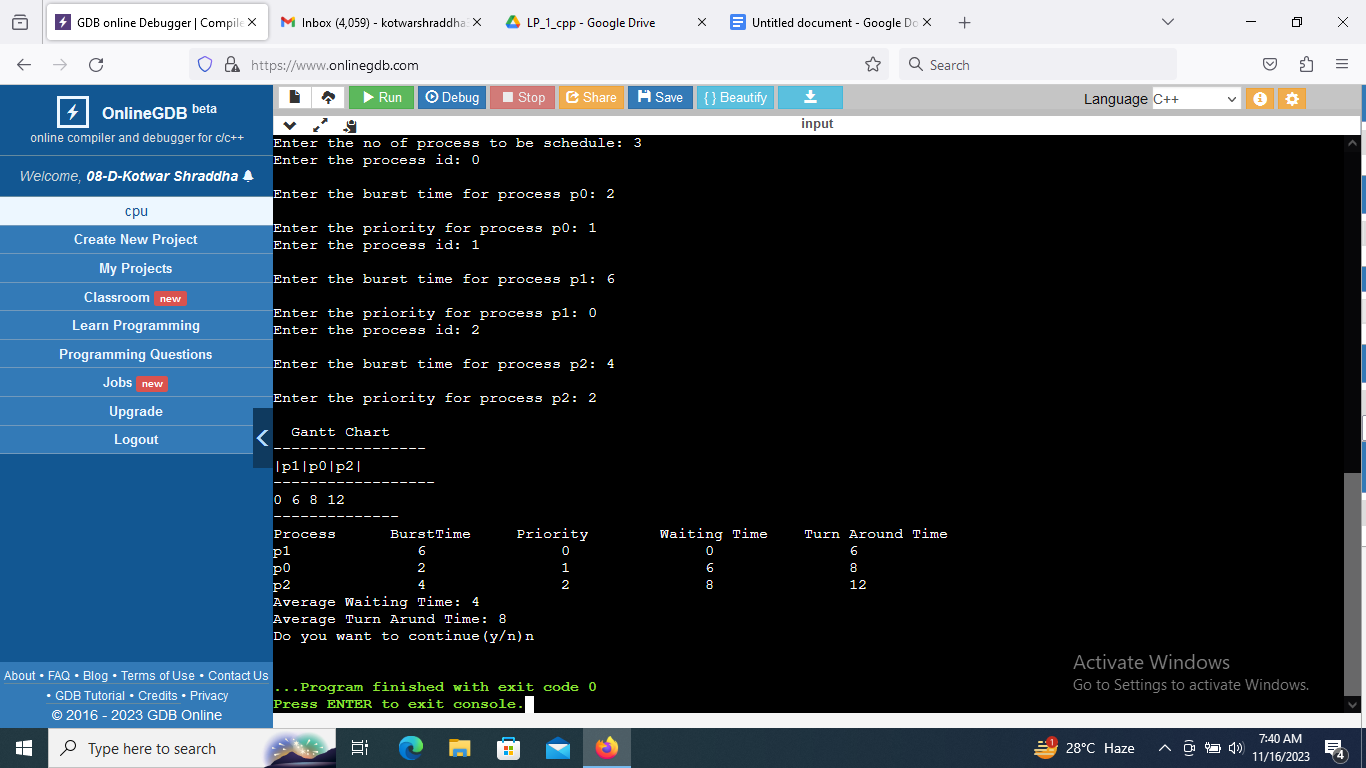 GDB online Debugger | Compile
Inbox (4,059) - kotwarshraddha
LP_1_cpp - Google Drive
Untitled document - Google Do
https://www.onlinegdb.com
Search
OnlineGDB beta
online compiler and debugger for c/c++
Welcome, 08-D-Kotwar Shraddha
cpu
Create New Project
My Projects
Classroom new
Learn Programming
Programming Questions
Jobs new
Upgrade
Logout
About • FAQ • Blog • Terms of Use • Contact Us
• GDB Tutorial • Credits • Privacy
© 2016 - 2023 GDB Online
Run Debug Stop Share Save { } Beautify
Language C++
input
Enter the no of process to be schedule: 3
Enter the process id: 0
Enter the burst time for process p0: 2
Enter the priority for process p0: 1
Enter the process id: 1
Enter the burst time for process p1: 6
Enter the priority for process p1: 0
Enter the process id: 2
Enter the burst time for process p2: 4
Enter the priority for process p2: 2
Gantt Chart
-----------------
|p1|p0|p2|
------------------
0 6 8 12
--------------
Process BurstTime Priority Waiting Time Turn Around Time
p1 6 0 0 6
p0 2 1 6 8
p2 4 2 8 12
Average Waiting Time: 4
Average Turn Arund Time: 8
Do you want to continue(y/n)n
...Program finished with exit code 0
Press ENTER to exit console.
Activate Windows
Go to Settings to activate Windows.
Type here to search
1
28°C Haze
7:40 AM
11/16/2023
4